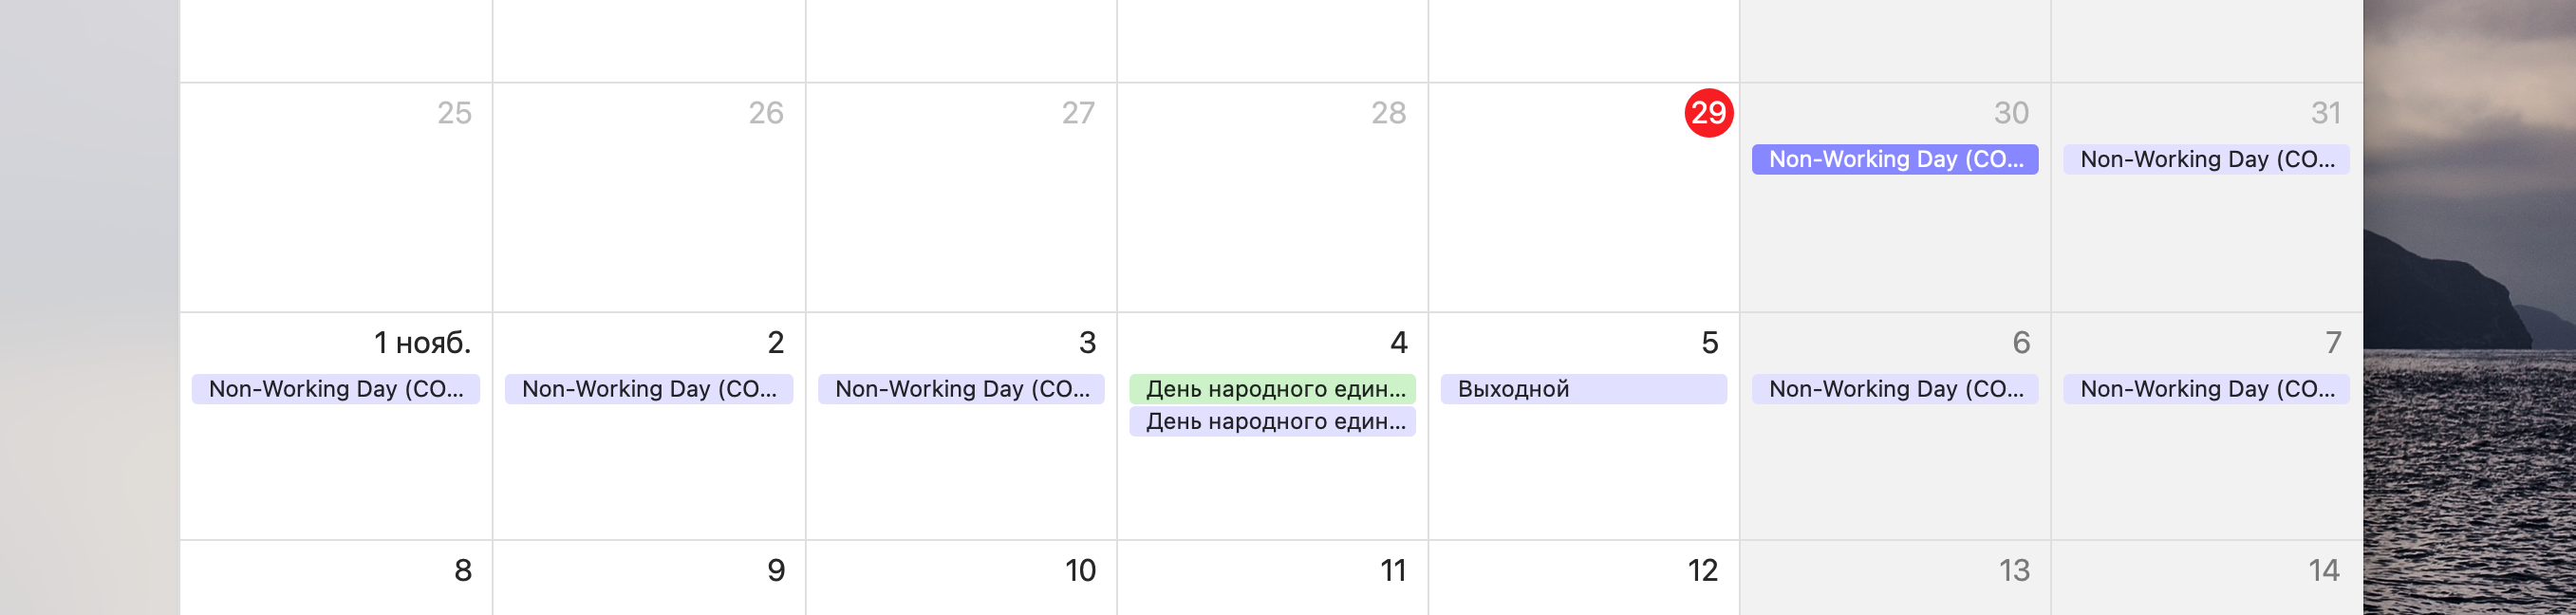 25 26 27 28 29 30 31
Non-Working Day (CO... Non-Working Day (CO...
1 нояб. 2 3 4 5 6 7
Non-Working Day (CO... Non-Working Day (CO... Non-Working Day (CO... День народного един... Выходной Non-Working Day (CO... Non-Working Day (CO...
День народного един...
8 9 10 11 12 13 14